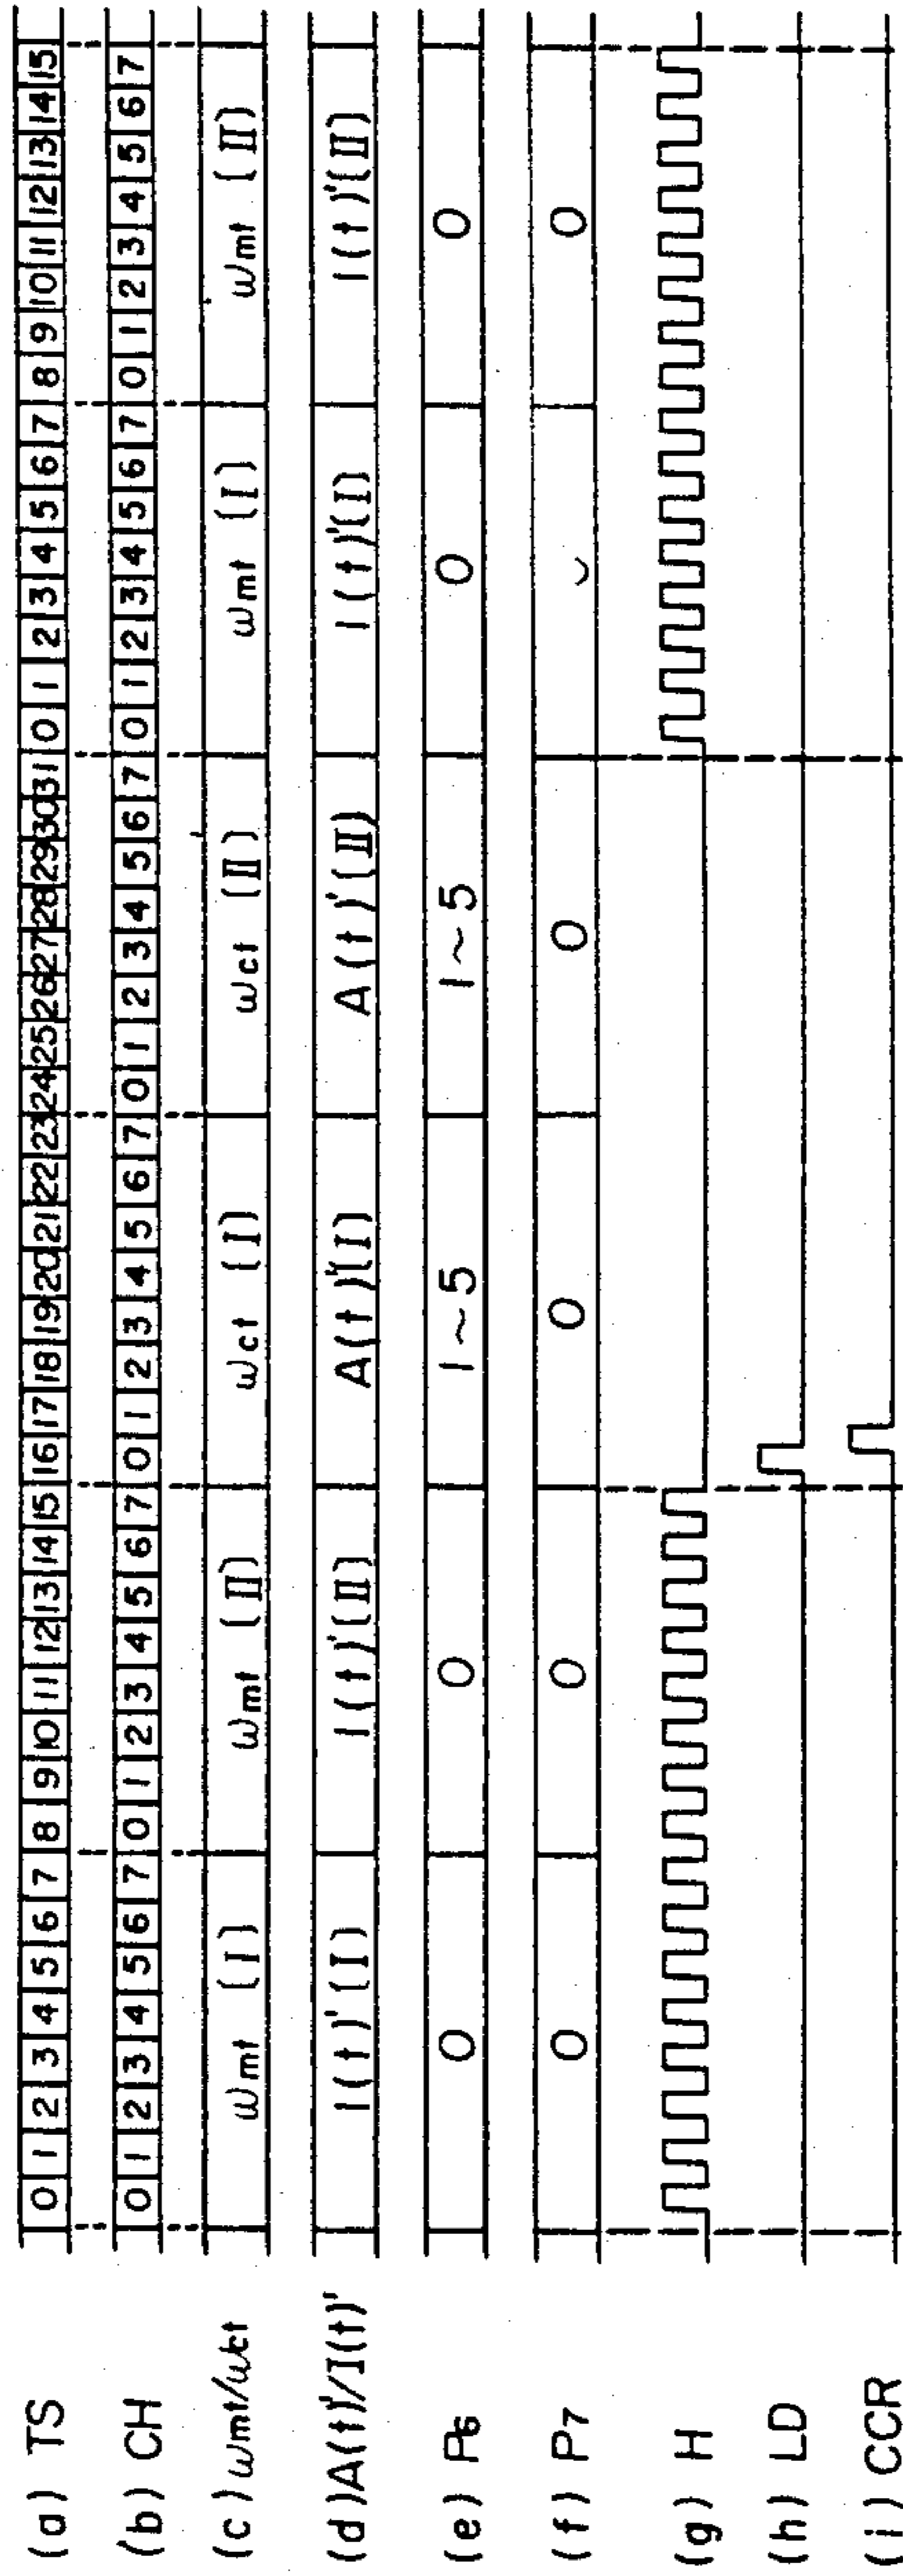 (a) TS 0 1 2 3 4 5 6 7 8 9 10 11 12 13 14 15 16 17 18 19 20 21 22 23 24 25 26 27 28 29 30 31 0 1 2 3 4 5 6 7 8 9 10 11 12 13 14 15
(b) CH 0 1 2 3 4 5 6 7 0 1 2 3 4 5 6 7 0 1 2 3 4 5 6 7 0 1 2 3 4 5 6 7 0 1 2 3 4 5 6 7 0 1 2 3 4 5 6 7
(c) ωmt/ωct ωmt (I) ωmt (II) ωct (I) ωct (II) ωmt (I) ωmt (II)
(d) A(t)'/I(t)' I(t)'(I) I(t)'(II) A(t)'(I) A(t)'(II) I(t)'(I) I(t)'(II)
(e) P6 0 0 1~5 1~5 0 0
(f) P7 0 0 0 0 0
(g) H
(h) LD
(i) CCR